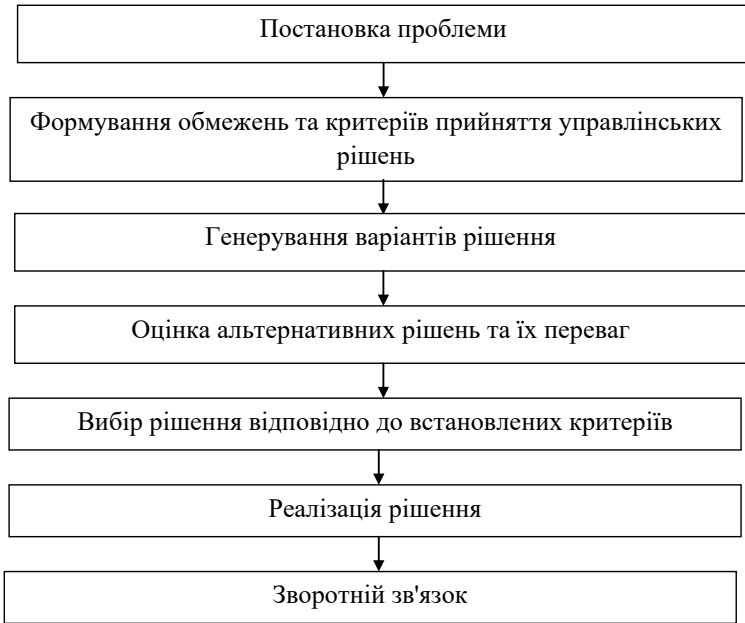 Постановка проблеми
Формування обмежень та критеріїв прийняття управлінських
рішень
Генерування варіантів рішення
Оцінка альтернативних рішень та їх переваг
Вибір рішення відповідно до встановлених критеріїв
Реалізація рішення
Зворотній зв'язок